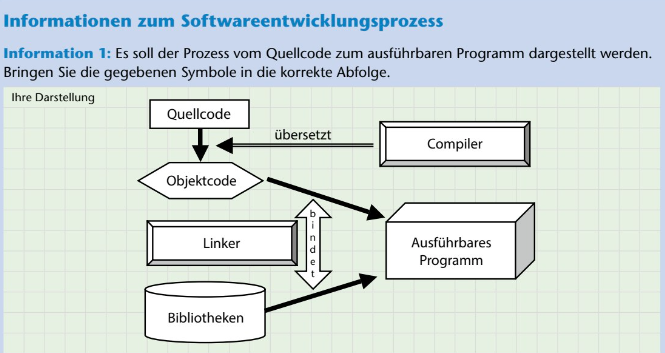 Informationen zum Softwareentwicklungsprozess
Information 1: Es soll der Prozess vom Quellcode zum ausführbaren Programm dargestellt werden.
Bringen Sie die gegebenen Symbole in die korrekte Abfolge.
Ihre Darstellung
Quellcode
übersetzt
Compiler
Objektcode
bindet
Linker
Ausführbares
Programm
Bibliotheken